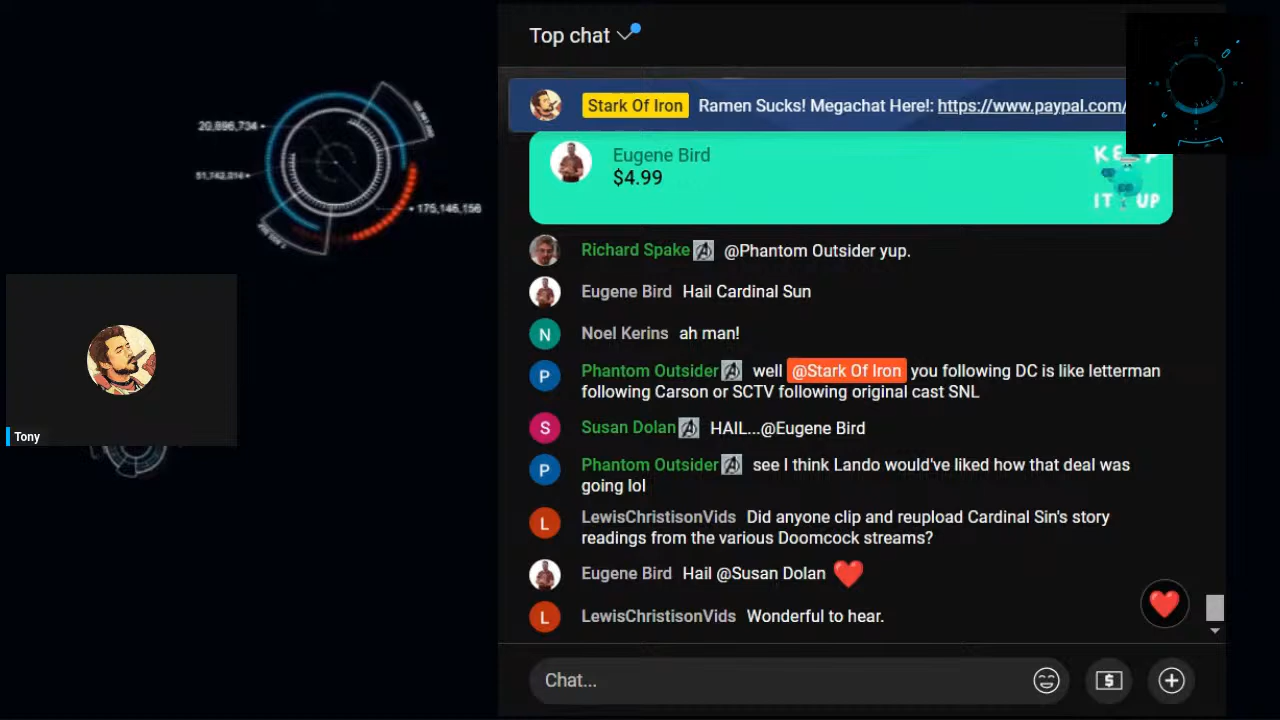 Top chat
Stark Of Iron Ramen Sucks! Megachat Here!: https://www.paypal.com/
Eugene Bird
$4.99
KEEP
IT UP
20,896,734
51,742,014
175,146,156
Richard Spake @Phantom Outsider yup.
Eugene Bird Hail Cardinal Sun
Noel Kerins ah man!
N
Phantom Outsider well @Stark Of Iron you following DC is like letterman
following Carson or SCTV following original cast SNL
P
Susan Dolan HAIL...@Eugene Bird
S
Tony
Phantom Outsider see I think Lando would've liked how that deal was
going lol
P
LewisChristisonVids Did anyone clip and reupload Cardinal Sin's story
readings from the various Doomcock streams?
L
Eugene Bird Hail @Susan Dolan ❤️
LewisChristisonVids Wonderful to hear.
L
Chat...
$